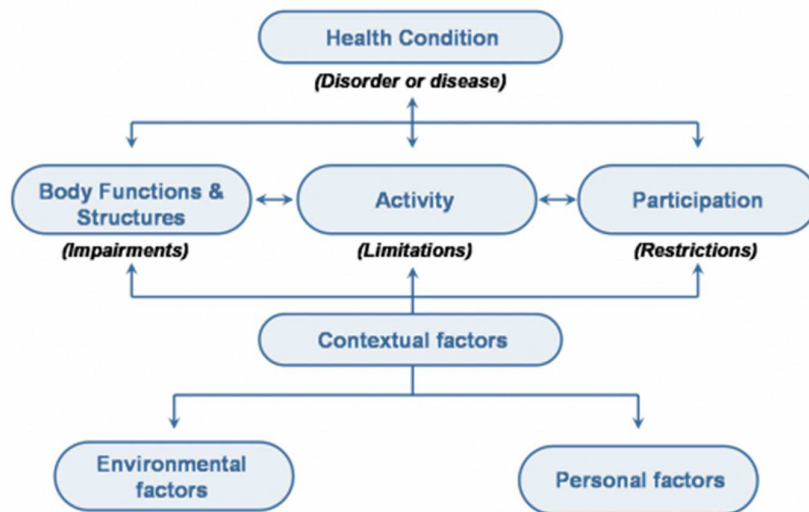 Health Condition
(Disorder or disease)
Body Functions &
Structures
Activity
Participation
(Impairments)
(Limitations)
(Restrictions)
Contextual factors
Environmental
factors
Personal factors